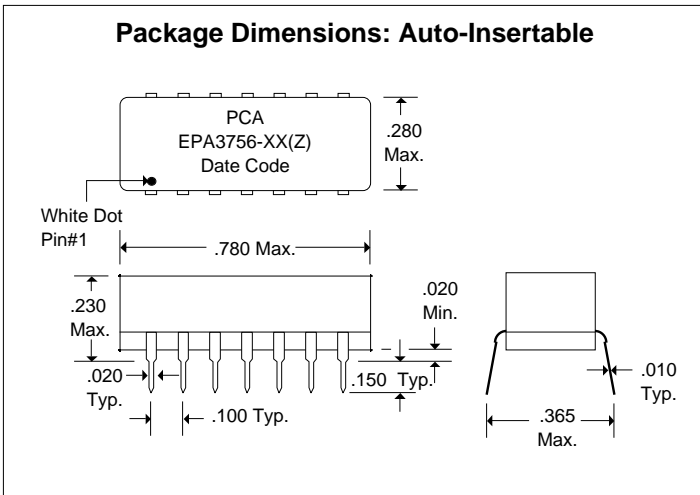 Package Dimensions: Auto-Insertable
PCA
EPA3756-XX(Z)
Date Code
.280
Max.
White Dot
Pin#1
.780 Max.
.230
Max.
.020
Min.
.020
Typ.
.150 Typ.
.100 Typ.
.010
Typ.
.365
Max.